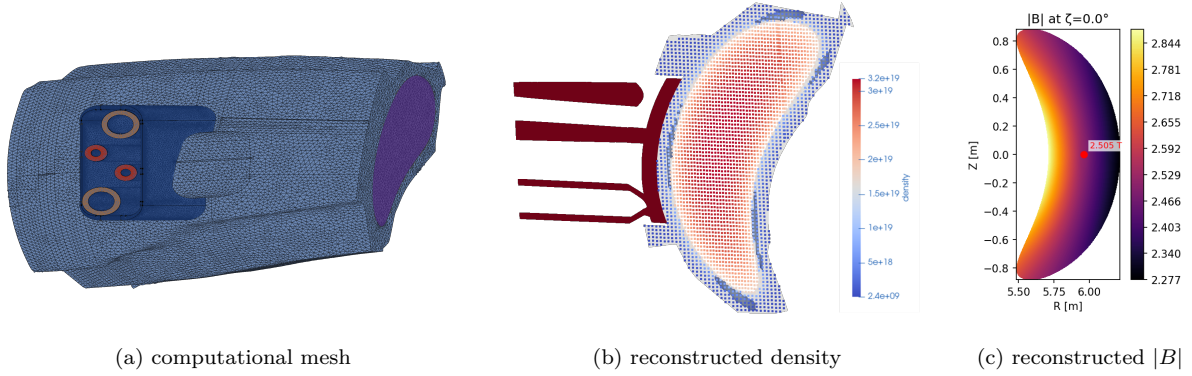 3.2e+19
3e+19
2.5e+19
2e+19
1.5e+19
1e+19
5e+18
2.4e+09
density
|B| at ζ=0.0°
0.8
0.6
0.4
0.2
0.0
−0.2
−0.4
−0.6
−0.8
Z [m]
5.50 5.75 6.00
R [m]
2.505 T
2.844
2.781
2.718
2.655
2.592
2.529
2.466
2.403
2.340
2.277
(a) computational mesh
(b) reconstructed density
(c) reconstructed |B|